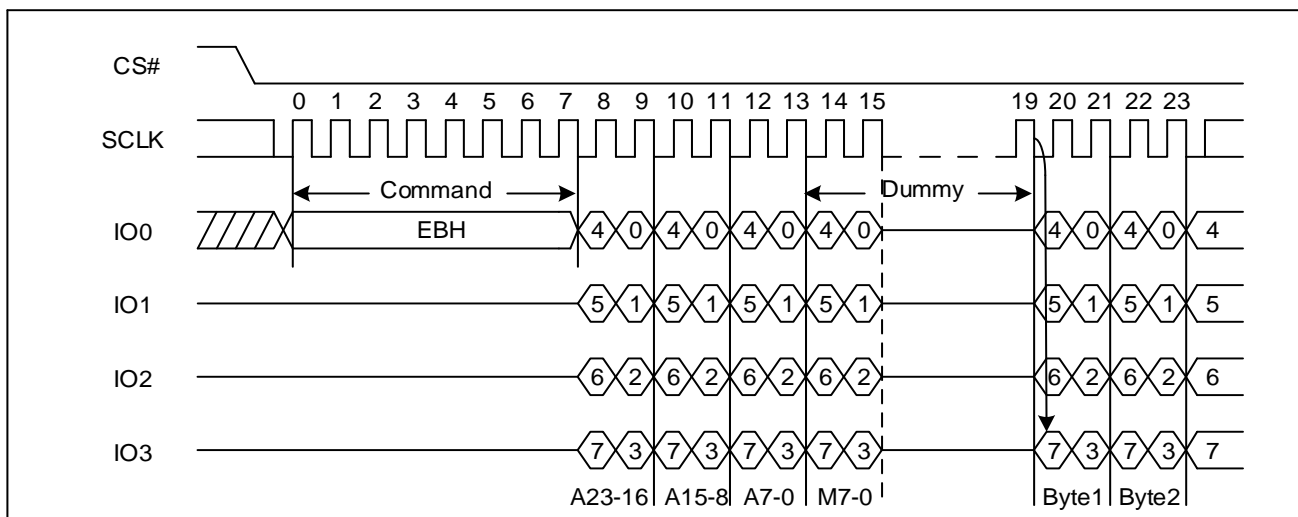 CS#
0 1 2 3 4 5 6 7 8 9 10 11 12 13 14 15 19 20 21 22 23
SCLK
Command Dummy
IO0 EBH 4 0 4 0 4 0 4 0 4 0 4 0 4
IO1 5 1 5 1 5 1 5 1 5 1 5 1 5
IO2 6 2 6 2 6 2 6 2 6 2 6 2 6
IO3 7 3 7 3 7 3 7 3 7 3 7 3 7
A23-16 A15-8 A7-0 M7-0 Byte1 Byte2